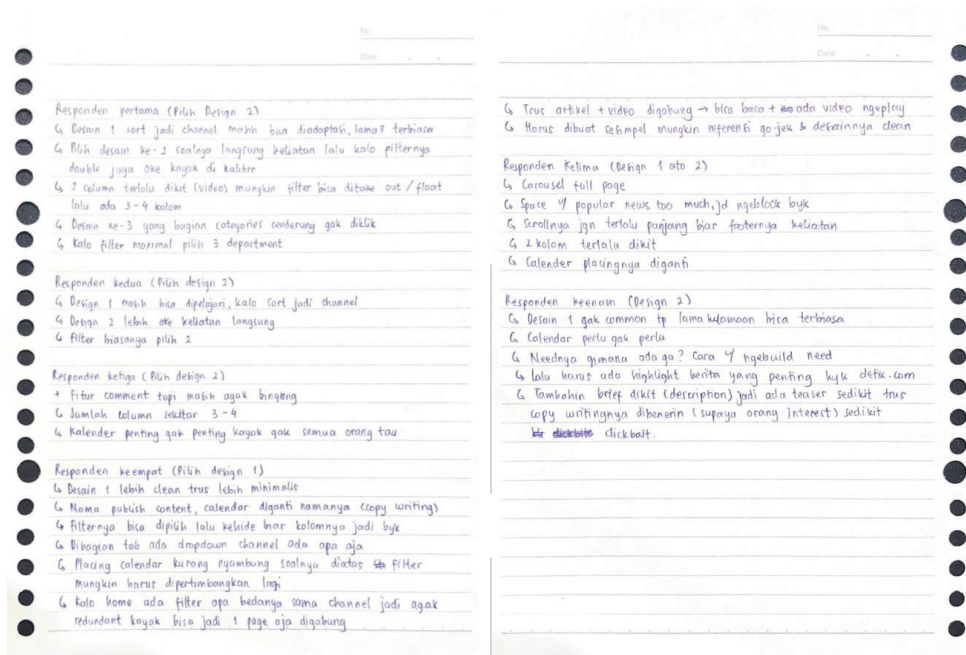 No.
Date
Responden pertama (Pilih Design 2)
↳ Desain 1 sort jadi channel masih bisa diadaptasi, lama2 terbiasa
↳ Pilih desain ke-2 soalnya langsung keliatan lalu kalo filternya
double juga oke kayak di kalibrr
↳ 2 column terlalu dikit (video) mungkin filter bisa ditake out / float
lalu ada 3-4 kolom
↳ Desain ke-3 yang bagian categories cenderung gak diklik
↳ Kalo filter maximal pilih 3 department
Responden kedua (Pilih design 2)
↳ Design 1 masih bisa dipelajari, kalo sort jadi channel
↳ Design 2 lebih oke keliatan langsung
↳ Filter biasanya pilih 2
Responden ketiga (Pilih design 2)
+ Fitur comment tapi masih agak bingung
↳ Jumlah column sekitar 3-4
↳ Kalender penting gak penting kayak gak semua orang tau
Responden keempat (Pilih design 1)
↳ Desain 1 lebih clean trus lebih minimalis
↳ Nama publish content, calendar diganti namanya (copy writing)
↳ Filternya bisa dipilih lalu kehide biar kolomnya jadi byk
↳ Dibagian tab ada dropdown channel ada apa aja
↳ Placing calendar kurang nyambung soalnya diatas filter
mungkin harus dipertimbangkan lagi
↳ Kalo home ada filter apa bedanya sama channel jadi agak
redundant kayak bisa jadi 1 page aja digabung
No.
Date
↳ Trus artikel + video digabung → bisa baca + ada video ngeplay
↳ Harus dibuat sesimpel mungkin referensi go-jek & desainnya clean
Responden Kelima (Design 1 ato 2)
↳ Carousel full page
↳ Space y popular news too much, jd ngeblock byk
↳ Scrollnya jgn terlalu panjang biar footernya keliatan
↳ 2 kolom terlalu dikit
↳ Calender placingnya diganti
Responden keenam (Design 2)
↳ Desain 1 gak common tp lama kelamaan bisa terbiasa
↳ Calendar perlu gak perlu
↳ Neednya gimana ada ga? Cara y ngebuild need
↳ Lalu harus ada highlight berita yang penting kyk detik.com
↳ Tambahin brief dikit (description) jadi ada teaser sedikit trus
copy writingnya dibenerin (supaya orang interest) sedikit
clickbait.